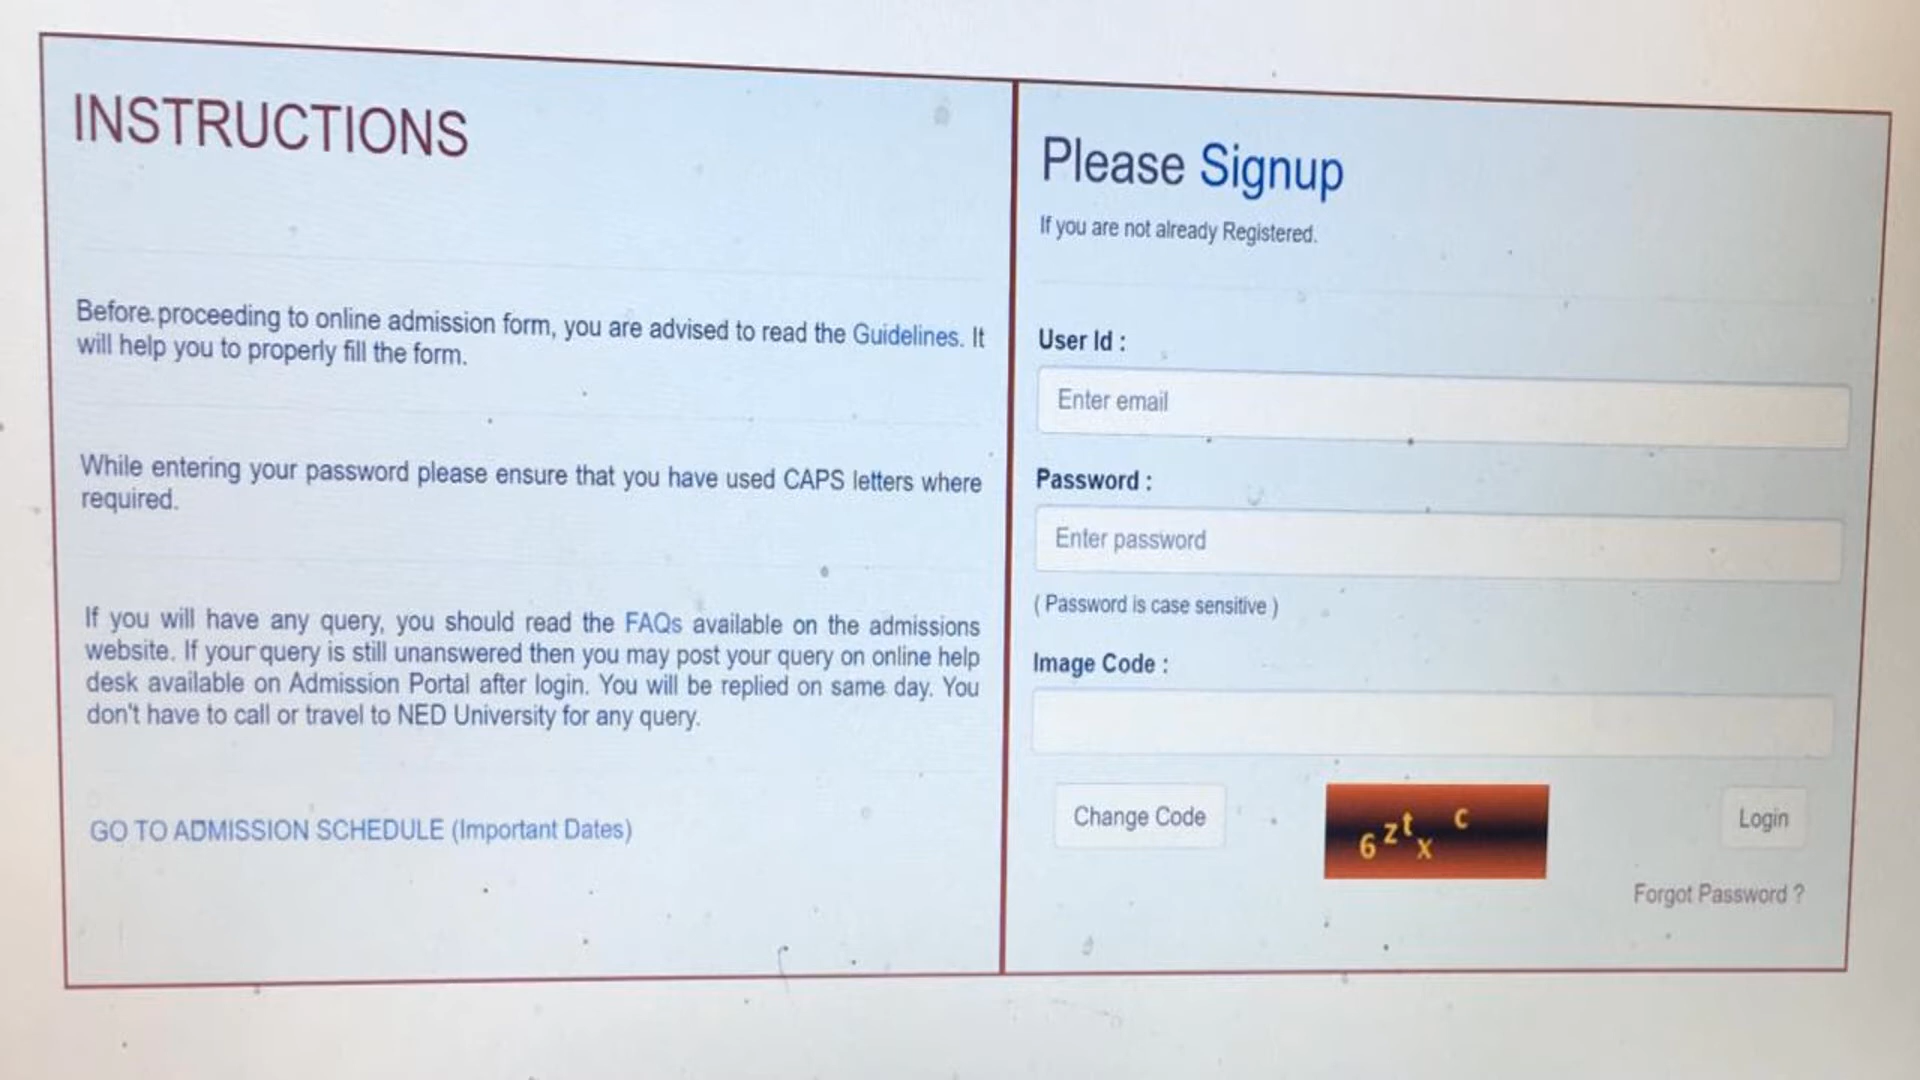 INSTRUCTIONS
Before proceeding to online admission form, you are advised to read the Guidelines. It
will help you to properly fill the form.
While entering your password please ensure that you have used CAPS letters where
required.
If you will have any query, you should read the FAQs available on the admissions
website. If your query is still unanswered then you may post your query on online help
desk available on Admission Portal after login. You will be replied on same day. You
don't have to call or travel to NED University for any query.
GO TO ADMISSION SCHEDULE (Important Dates)
Please Signup
If you are not already Registered.
User Id :
Enter email
Password :
Enter password
( Password is case sensitive )
Image Code :
Change Code
6ztxc
Login
Forgot Password ?